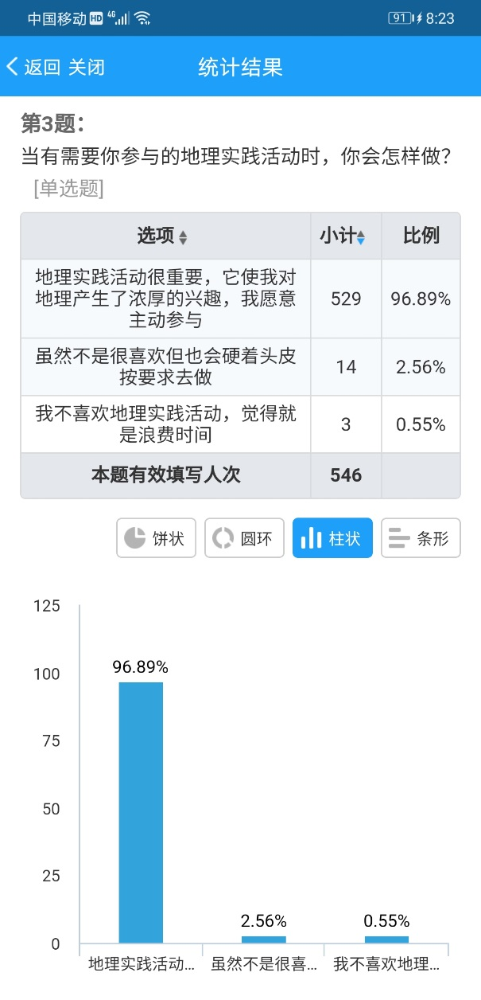 中国移动 HD 4G 91 8:23
返回 关闭 统计结果
第3题：
当有需要你参与的地理实践活动时，你会怎样做？
[单选题]
选项 小计 比例
地理实践活动很重要，它使我对
地理产生了浓厚的兴趣，我愿意
主动参与
529 96.89%
虽然不是很喜欢但也会硬着头皮
按要求去做
14 2.56%
我不喜欢地理实践活动，觉得就
是浪费时间
3 0.55%
本题有效填写人次 546
饼状 圆环 柱状 条形
125
100
75
50
25
0
96.89%
2.56%
0.55%
地理实践活动... 虽然不是很喜... 我不喜欢地理...